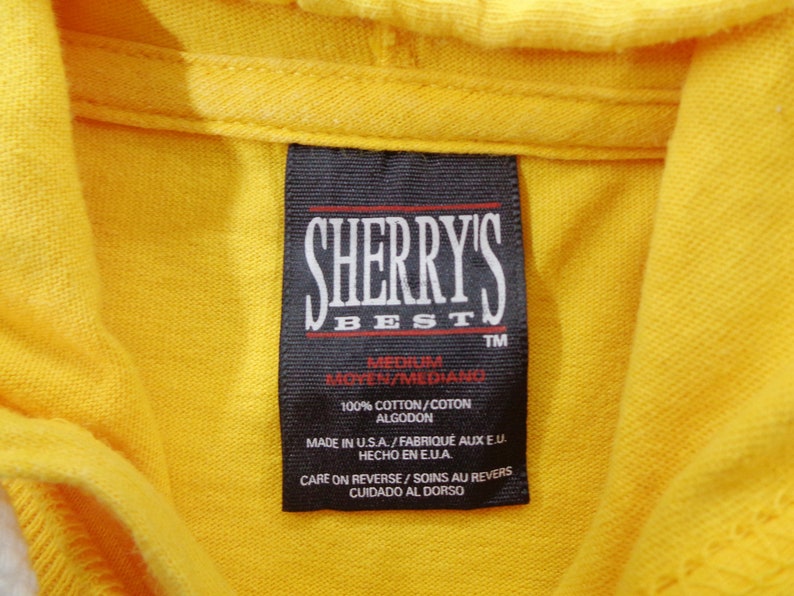 SHERRY'S
BEST
TM
MEDIUM
MOYEN/MEDIANO
100% COTTON/COTON
ALGODON
MADE IN U.S.A./FABRIQUÉ AUX E.U.
HECHO EN E.U.A.
CARE ON REVERSE/SOINS AU REVERS
CUIDADO AL DORSO